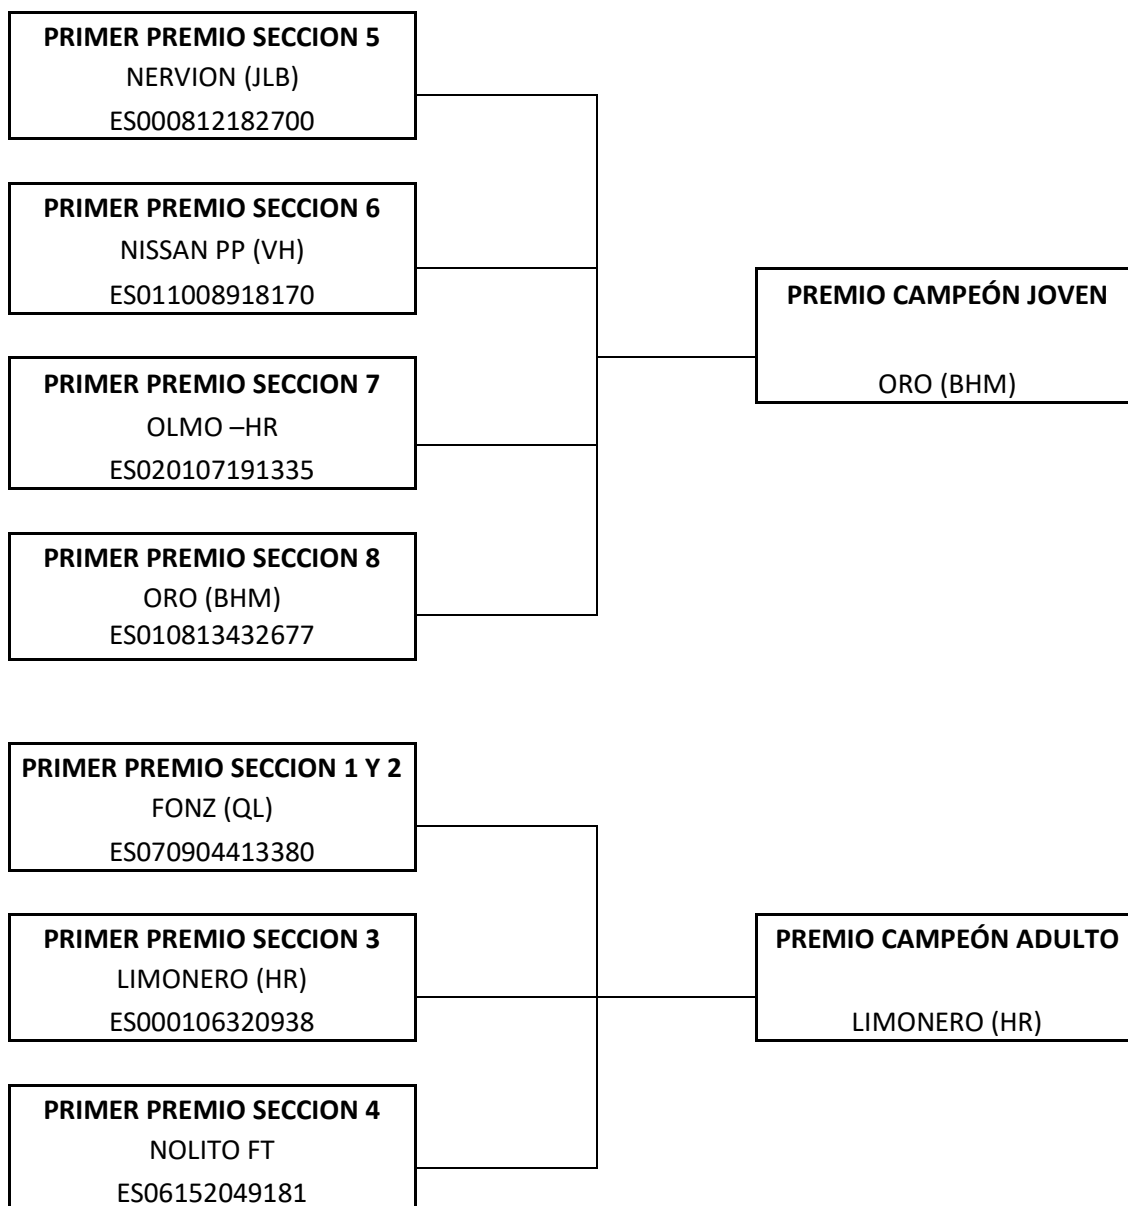 PRIMER PREMIO SECCION 5
NERVION (JLB)
ES000812182700
PRIMER PREMIO SECCION 6
NISSAN PP (VH)
ES011008918170
PREMIO CAMPEÓN JOVEN
ORO (BHM)
PRIMER PREMIO SECCION 7
OLMO –HR
ES020107191335
PRIMER PREMIO SECCION 8
ORO (BHM)
ES010813432677
PRIMER PREMIO SECCION 1 Y 2
FONZ (QL)
ES070904413380
PRIMER PREMIO SECCION 3
LIMONERO (HR)
ES000106320938
PREMIO CAMPEÓN ADULTO
LIMONERO (HR)
PRIMER PREMIO SECCION 4
NOLITO FT
ES06152049181